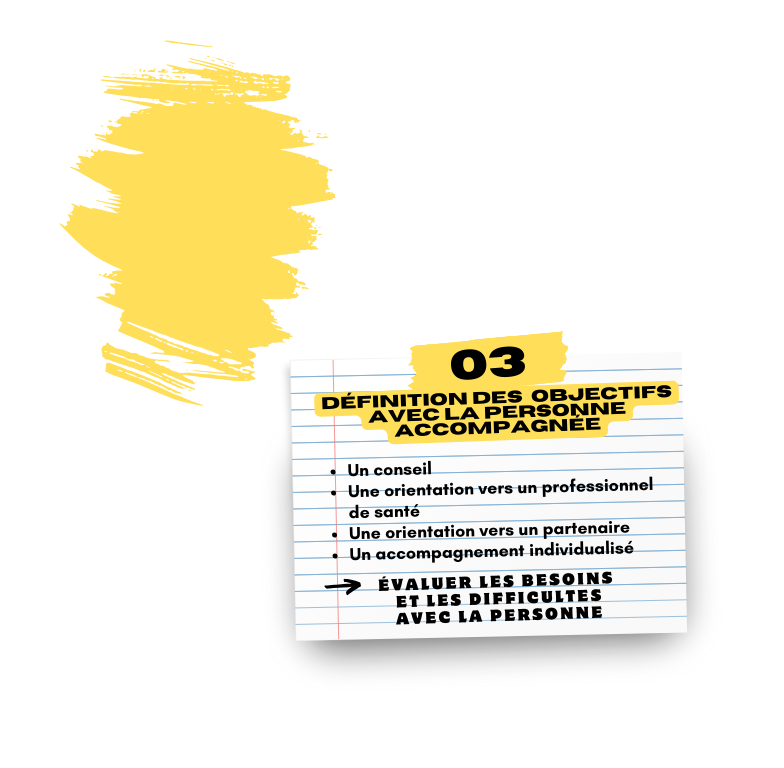 03
DÉFINITION DES OBJECTIFS
AVEC LA PERSONNE
ACCOMPAGNÉE
• Un conseil
• Une orientation vers un professionnel
de santé
• Une orientation vers un partenaire
• Un accompagnement individualisé
→ ÉVALUER LES BESOINS
ET LES DIFFICULTES
AVEC LA PERSONNE